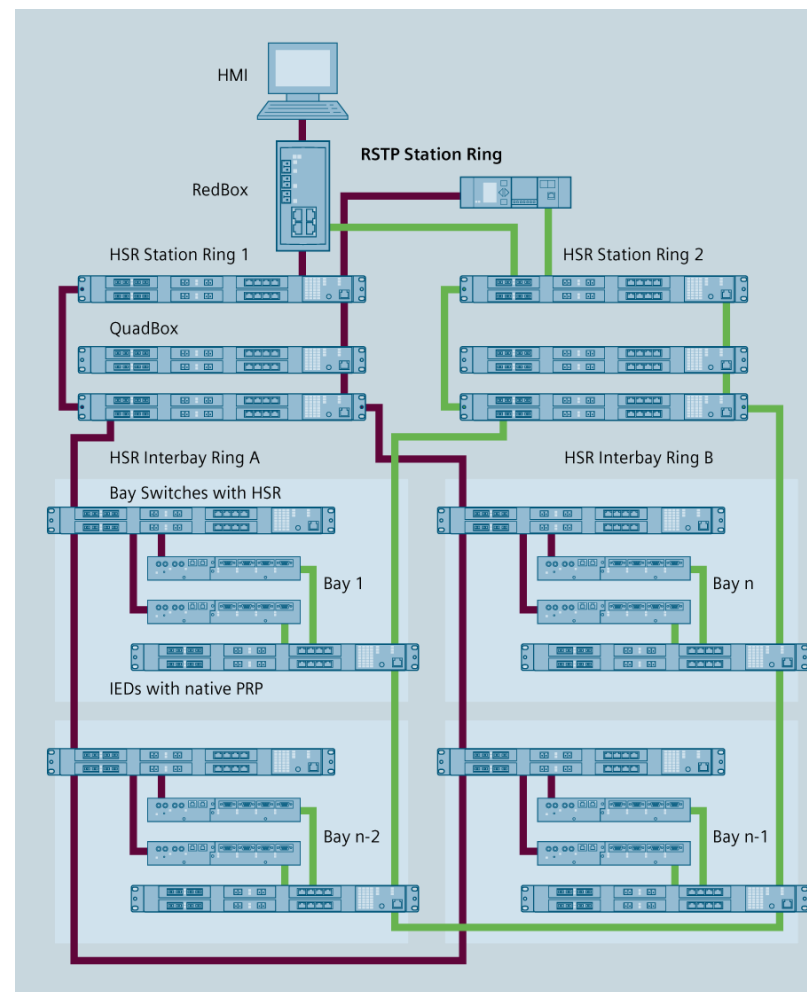 HMI
RSTP Station Ring
RedBox
HSR Station Ring 1
HSR Station Ring 2
QuadBox
HSR Interbay Ring A
HSR Interbay Ring B
Bay Switches with HSR
Bay 1
Bay n
IEDs with native PRP
Bay n-2
Bay n-1